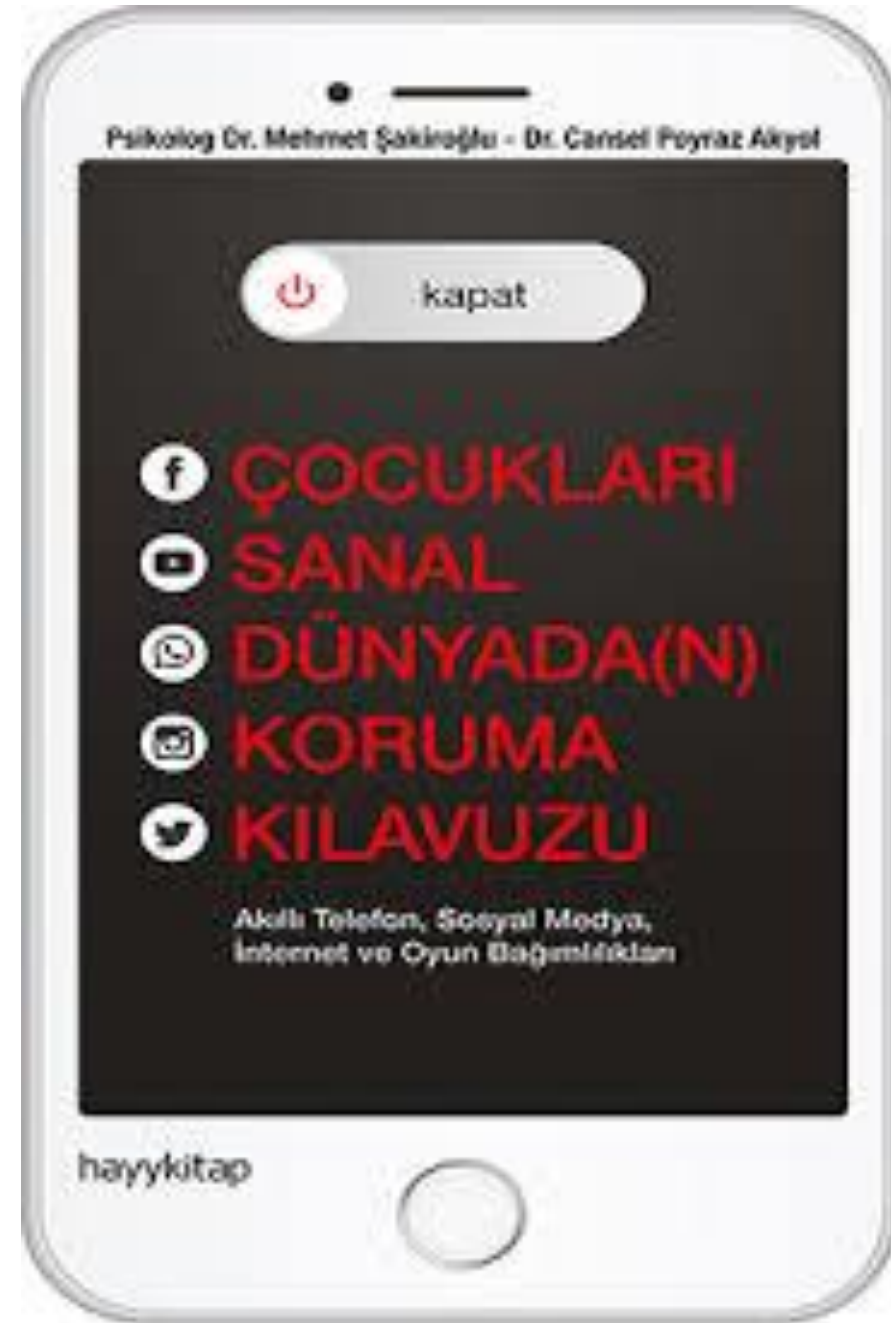 Psikolog Dr. Mehmet Şakiroğlu - Dr. Cansel Poyraz Akyol
kapat
ÇOCUKLARI
SANAL
DÜNYADA(N)
KORUMA
KILAVUZU
Akıllı Telefon, Sosyal Medya,
İnternet ve Oyun Bağımlılıkları
hayykitap